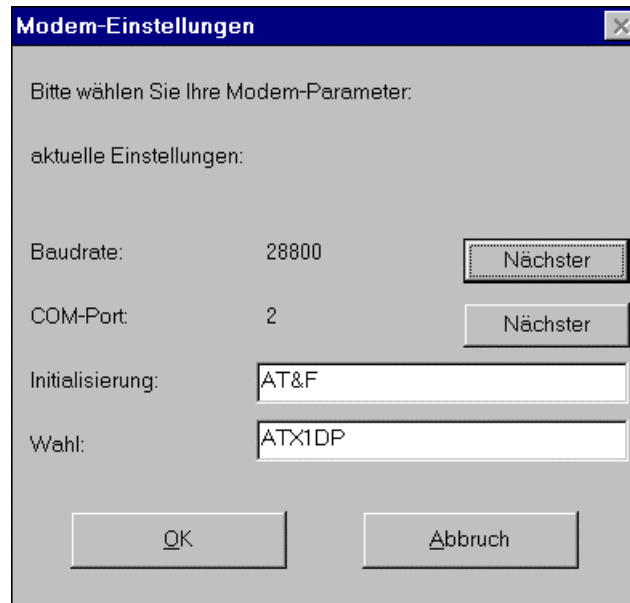 Modem-Einstellungen
Bitte wählen Sie Ihre Modem-Parameter:
aktuelle Einstellungen:
Baudrate: 28800 Nächster
COM-Port: 2 Nächster
Initialisierung: AT&F
Wahl: ATX1DP
OK Abbruch